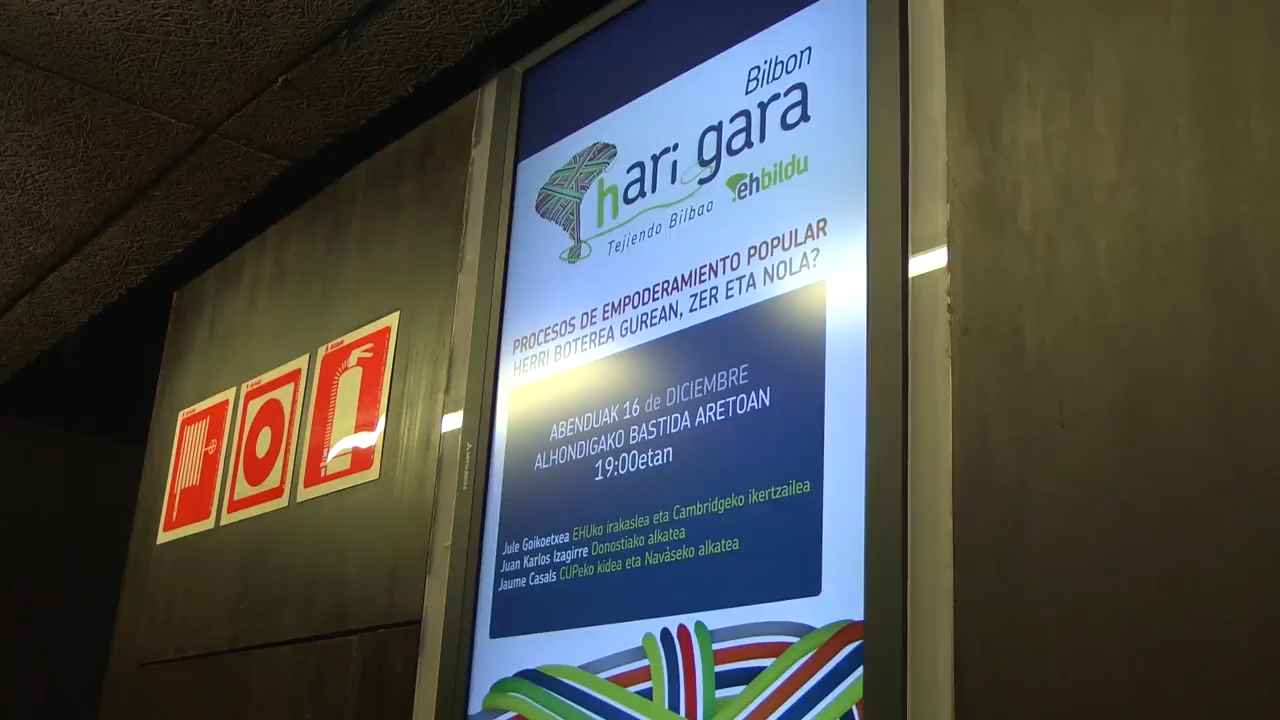 Bilbon
hari gara
ehbildu
Tejiendo Bilbao
PROCESOS DE EMPODERAMIENTO POPULAR
HERRI BOTEREA GUREAN, ZER ETA NOLA?
ABENDUAK 16 de DICIEMBRE
ALHONDIGAKO BASTIDA ARETOAN
19:00etan
Jule Goikoetxea EHUko irakaslea eta Cambridgeko ikertzailea
Juan Karlos Izagirre Donostiako alkatea
Jaume Casals CUPeko kidea eta Navàseko alkatea